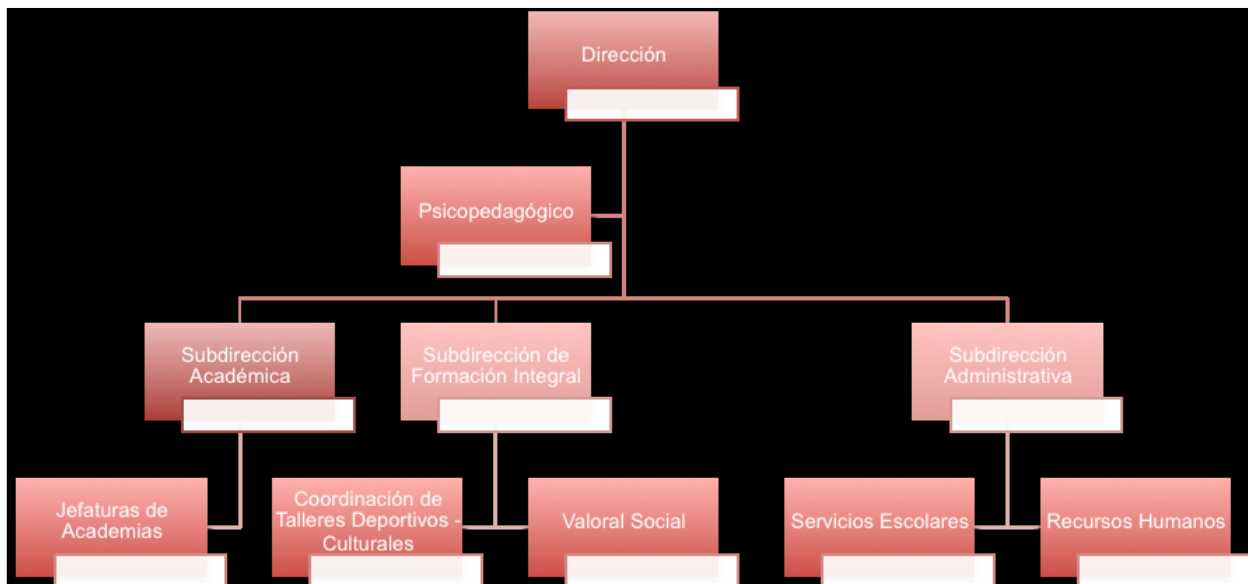 Dirección
Psicopedagógico
Subdirección
Académica
Subdirección de
Formación Integral
Subdirección
Administrativa
Jefaturas de
Academias
Coordinación de
Talleres Deportivos -
Culturales
Valoral Social
Servicios Escolares
Recursos Humanos